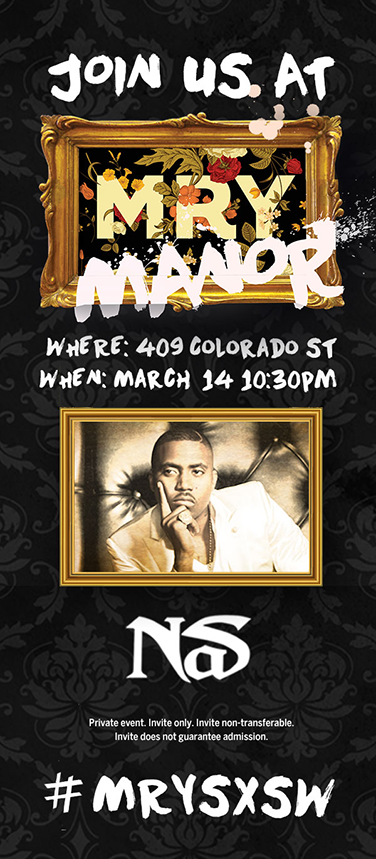 JOIN US AT
MRY
MANOR
WHERE: 409 COLORADO ST
WHEN: MARCH 14 10:30PM
NaS
Private event. Invite only. Invite non-transferable.
Invite does not guarantee admission.
#MRYSXSW